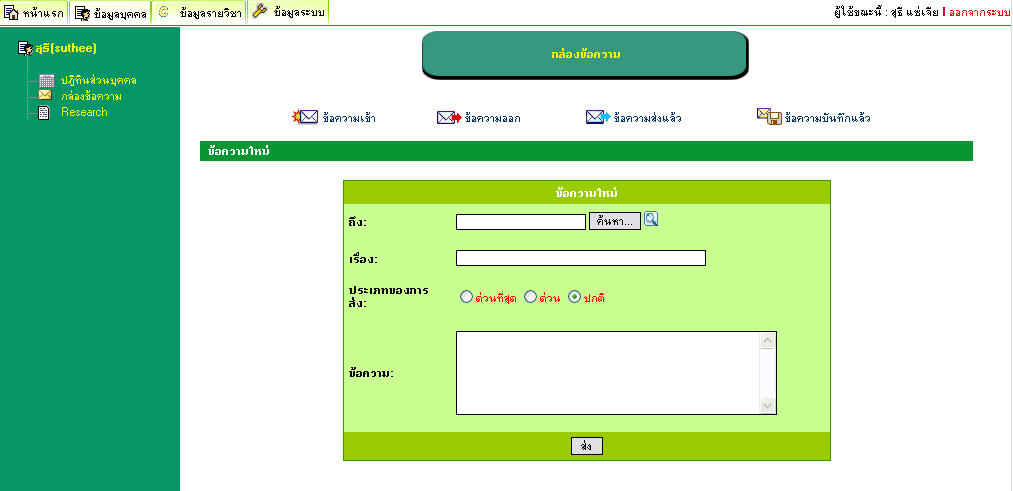 หน้าแรก ข้อมูลบุคคล ข้อมูลรายวิชา ข้อมูลระบบ ผู้ใช้ขณะนี้ : สุธี แซ่เจีย | ออกจากระบบ
สุธี(suthee)
ปฎิทินส่วนบุคคล
กล่องข้อความ
Research
กล่องข้อความ
ข้อความเข้า ข้อความออก ข้อความส่งแล้ว ข้อความบันทึกแล้ว
ข้อความใหม่
ข้อความใหม่
ถึง: ค้นหา...
เรื่อง:
ประเภทของการ
ส่ง: ด่วนที่สุด ด่วน ปกติ
ข้อความ:
ส่ง